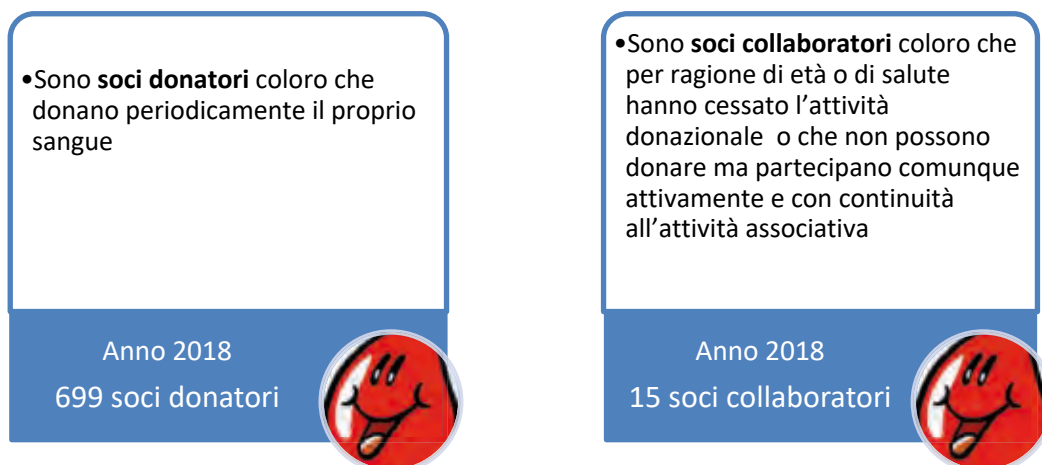 •Sono soci donatori coloro che
donano periodicamente il proprio
sangue
Anno 2018
699 soci donatori
•Sono soci collaboratori coloro che
per ragione di età o di salute
hanno cessato l’attività
donazionale o che non possono
donare ma partecipano comunque
attivamente e con continuità
all’attività associativa
Anno 2018
15 soci collaboratori